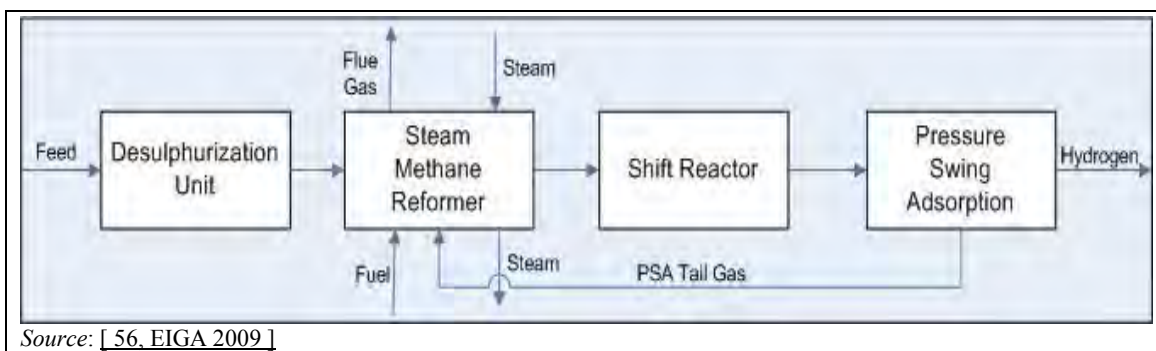 Flue
Gas
Steam
Feed
Desulphurization
Unit
Steam
Methane
Reformer
Shift Reactor
Pressure
Swing
Adsorption
Hydrogen
Fuel
Steam
PSA Tail Gas
Source: [ 56, EIGA 2009 ]